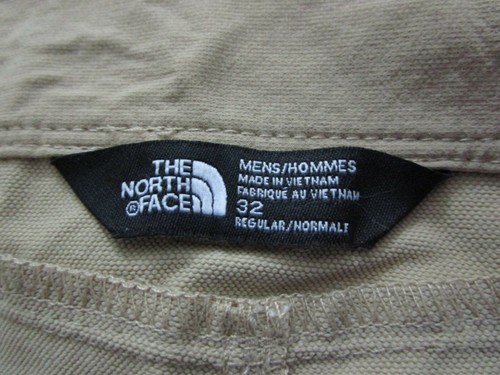 THE
NORTH
FACE®
MENS/HOMMES
MADE IN VIETNAM
FABRIQUÉ AU VIETNAM
32
REGULAR/NORMALE